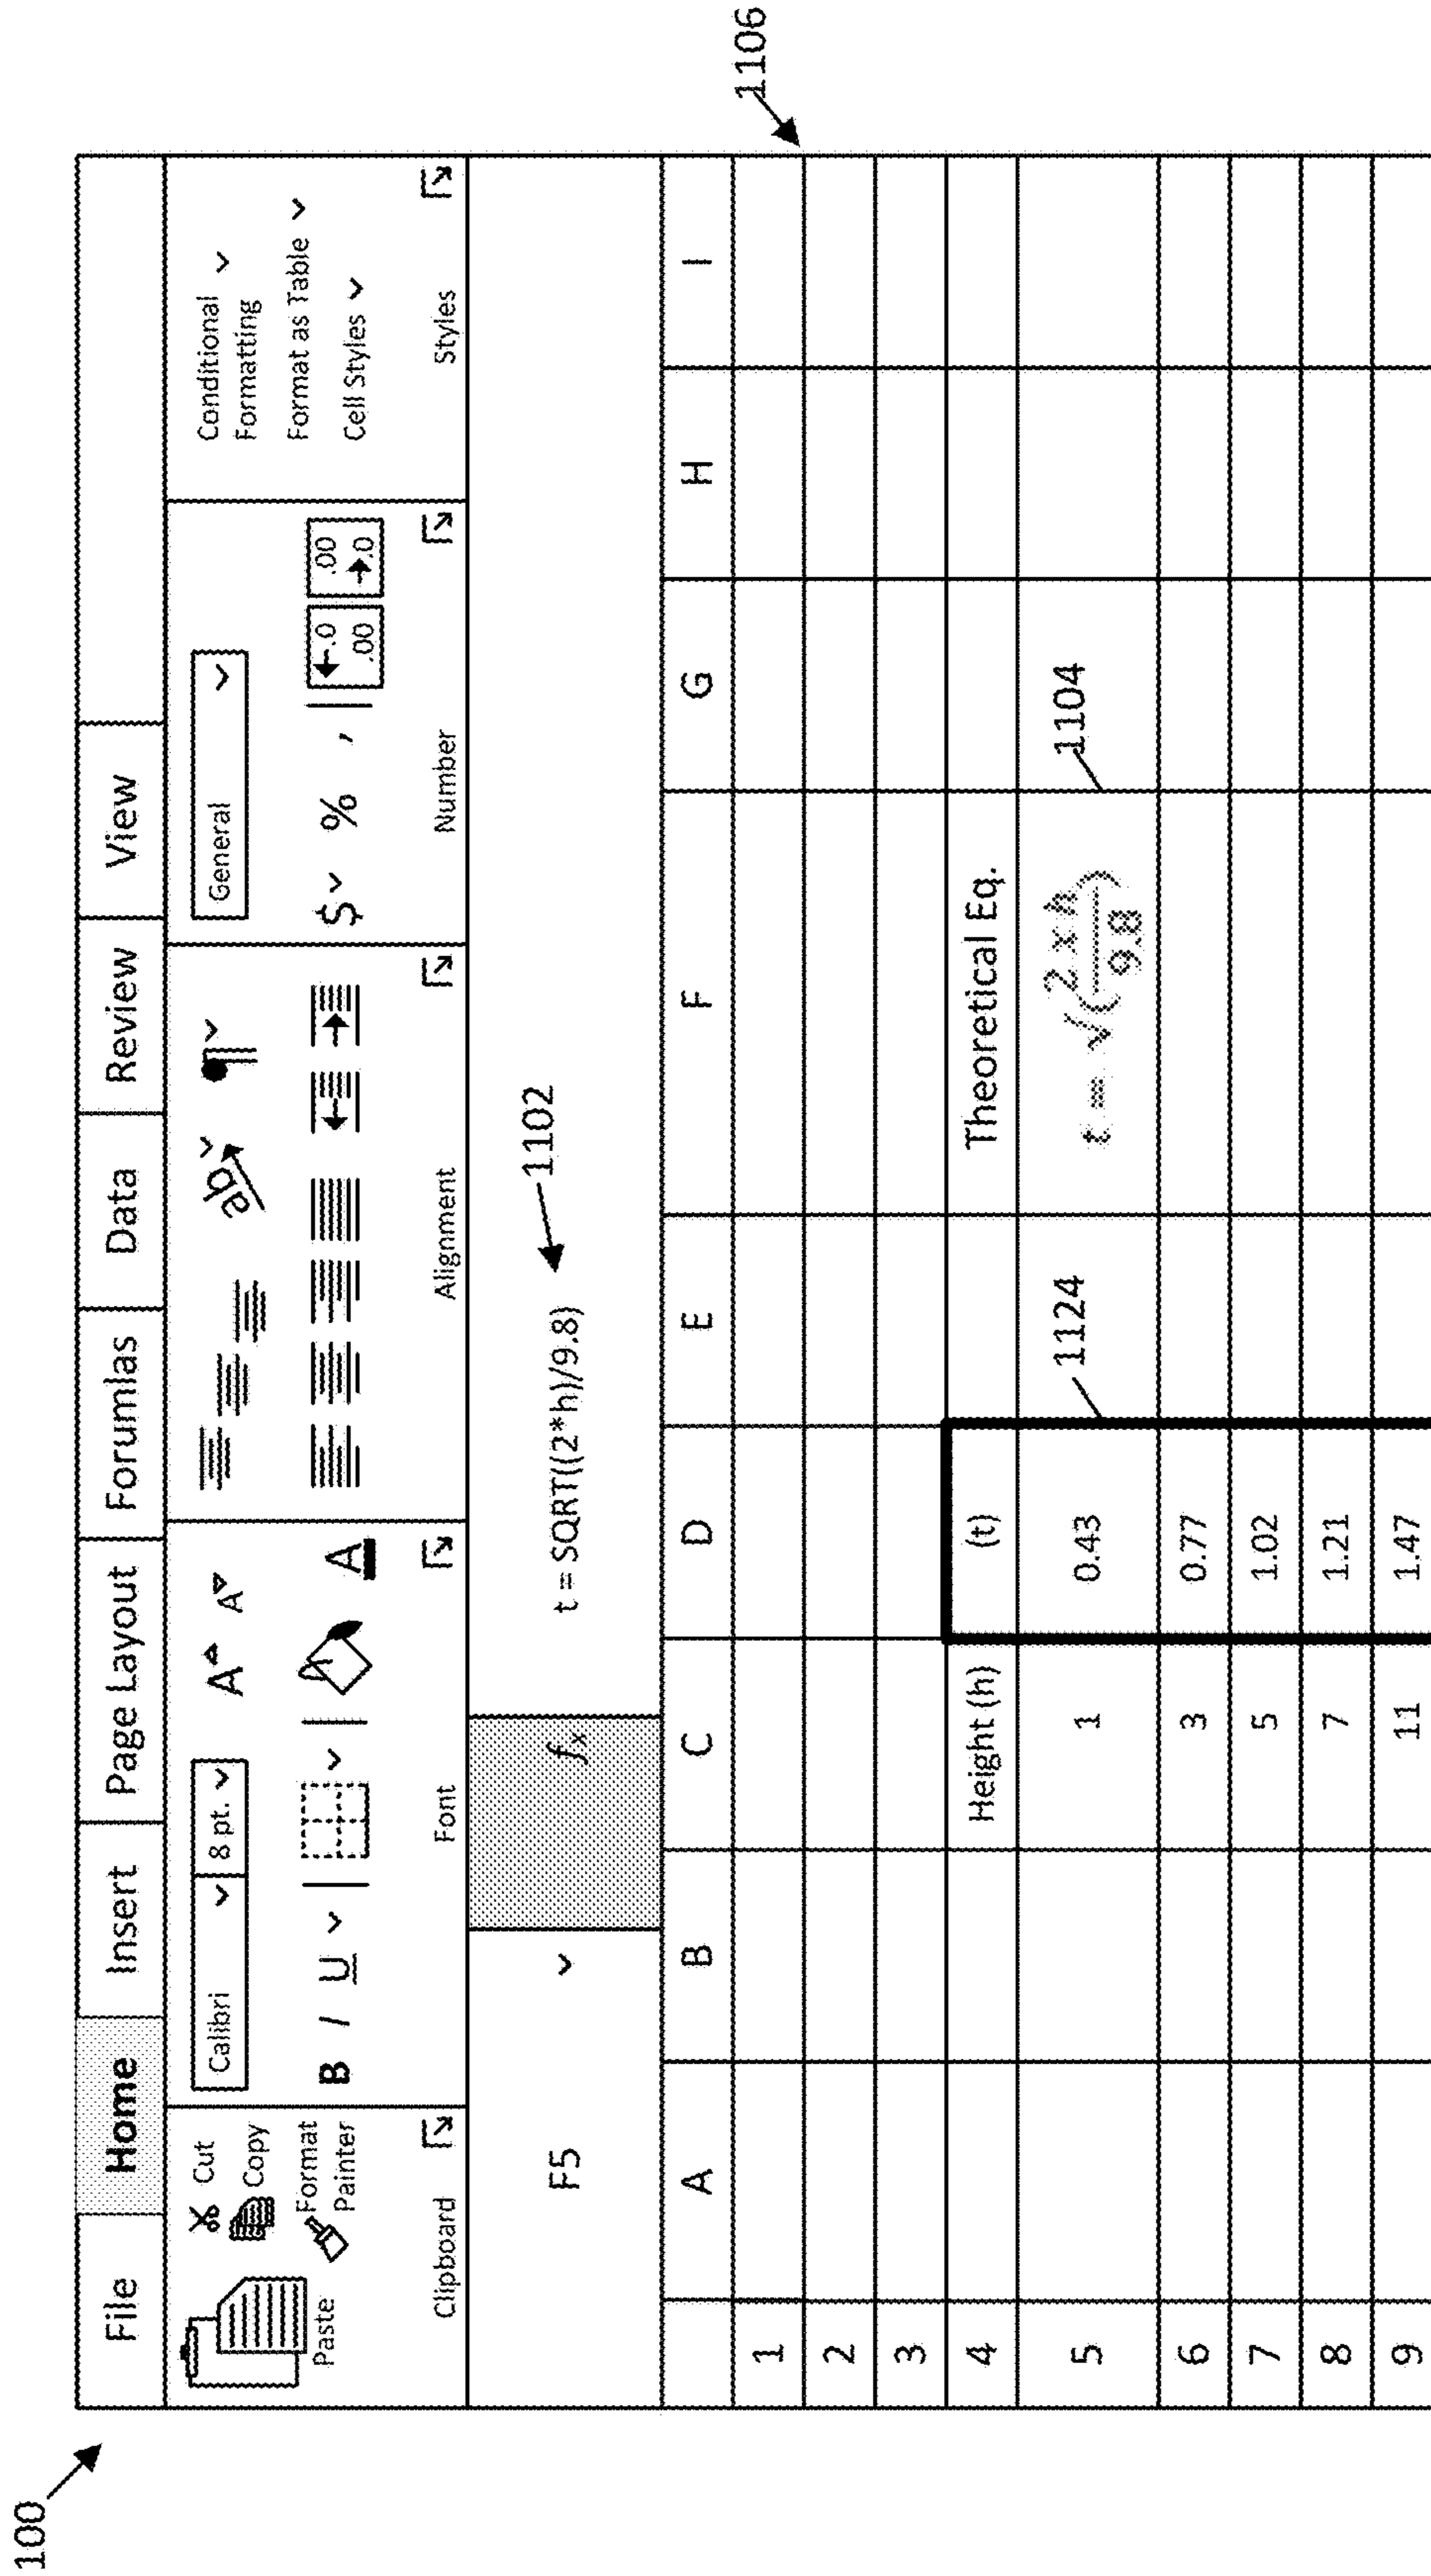 100
File Home Insert Page Layout Forumlas Data Review View
Paste
Cut
Copy
Format
Painter
Clipboard
Calibri 8 pt. A A
B I U A
Font
ab
Alignment
General
$ % , .0 .00 .00 .0
Number
Conditional
Formatting
Format as Table
Cell Styles
Styles
F5 fx t = SQRT((2*h)/9.8) 1102
A B C D E F G H I
1 1106
2
3
4 Height (h) (t) Theoretical Eq.
5 1 0.43 1124 t = √(2 x h / 9.8) 1104
6 3 0.77
7 5 1.02
8 7 1.21
9 11 1.47